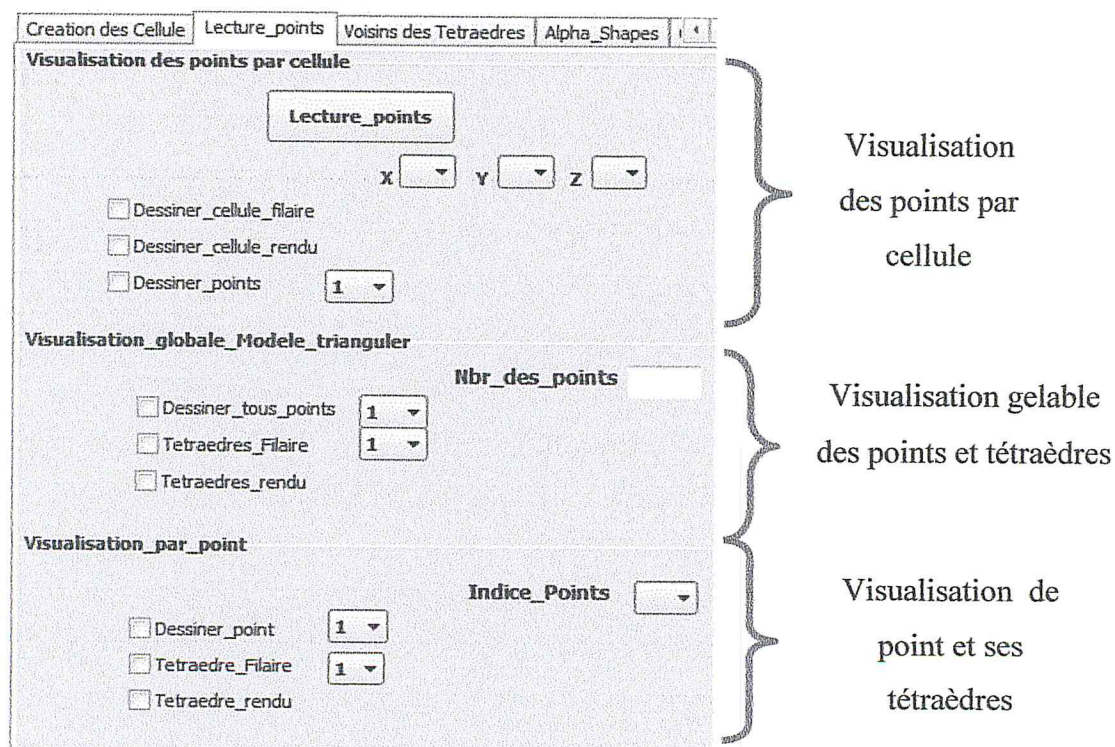 Creation des Cellule Lecture_points Voisins des Tetraedres Alpha_Shapes
Visualisation des points par cellule
Lecture_points
X Y Z
Dessiner_cellule_filaire
Dessiner_cellule_rendu
Dessiner_points 1
Visualisation
des points par
cellule
Visualisation_globale_Modele_trianguler
Nbr_des_points
Dessiner_tous_points 1
Tetraedres_Filaire 1
Tetraedres_rendu
Visualisation gelable
des points et tétraèdres
Visualisation_par_point
Indice_Points
Dessiner_point 1
Tetraedre_Filaire 1
Tetraedre_rendu
Visualisation de
point et ses
tétraèdres